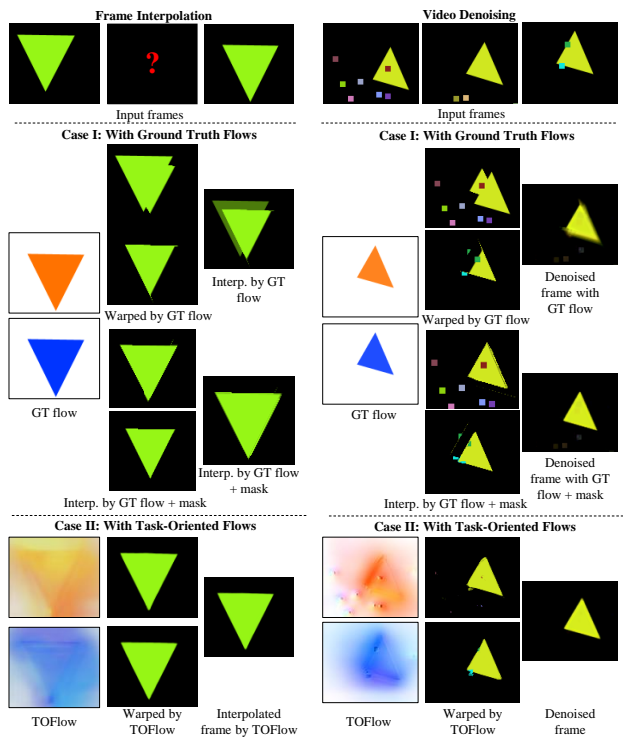 Frame Interpolation
?
Input frames
Case I: With Ground Truth Flows
Interp. by GT
flow
Warped by GT flow
GT flow
Interp. by GT flow
+ mask
Interp. by GT flow + mask
Case II: With Task-Oriented Flows
TOFlow
Warped by
TOFlow
Interpolated
frame by TOFlow
Video Denoising
Input frames
Case I: With Ground Truth Flows
Denoised
frame with
GT flow
Warped by GT flow
GT flow
Denoised
frame with GT
flow + mask
Interp. by GT flow + mask
Case II: With Task-Oriented Flows
TOFlow
Warped by
TOFlow
Denoised
frame